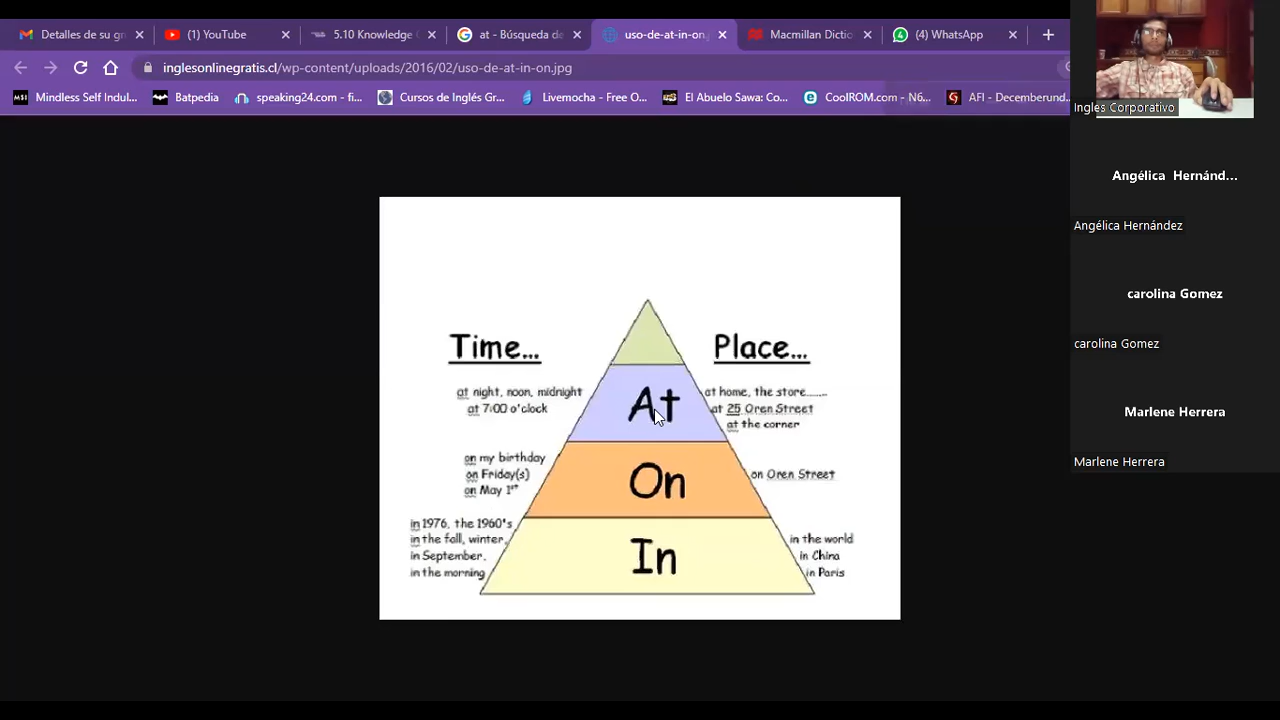 Detalles de su gn
(1) YouTube
5.10 Knowledge
at - Búsqueda de
uso-de-at-in-on.j
Macmillan Dictio
(4) WhatsApp
inglesonlinegratis.cl/wp-content/uploads/2016/02/uso-de-at-in-on.jpg
Mindless Self Indul...
Batpedia
speaking24.com - fi...
Cursos de Inglés Gr...
Livemocha - Free O...
El Abuelo Sawa: Co...
CoolROM.com - N6...
AFI - Decemberund...
Ingles Corporativo
Angélica Hernánd...
Angélica Hernández
carolina Gomez
carolina Gomez
Marlene Herrera
Marlene Herrera
Time...
Place...
at night, noon, midnight
at 7:00 o'clock
At
at home, the store........
at 25 Oren Street
at the corner
on my birthday
on Friday(s)
on May 1st
On
on Oren Street
in 1976, the 1960's
in the fall, winter,
in September,
in the morning
In
in the world
in China
in Paris